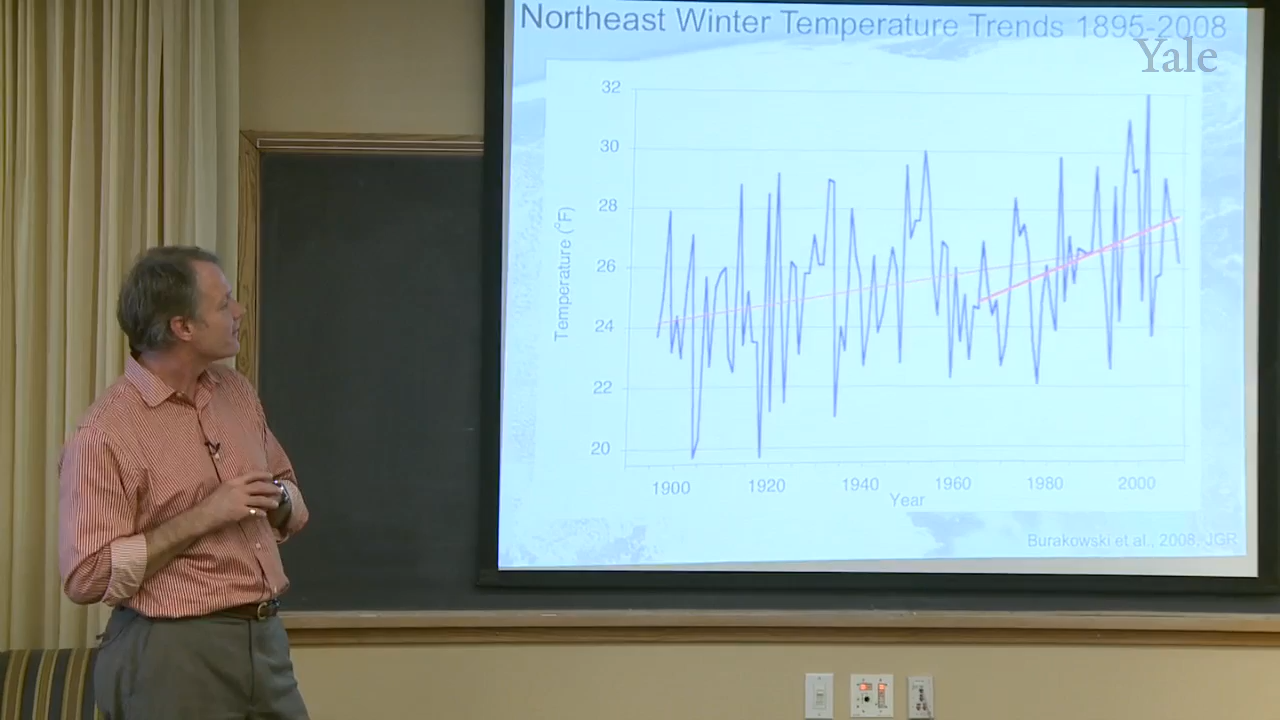 Northeast Winter Temperature Trends 1895-2008
Yale
32
30
28
26
24
22
20
Temperature (°F)
1900 1920 1940 1960 1980 2000
Year
Burakowski et al., 2008, JGR